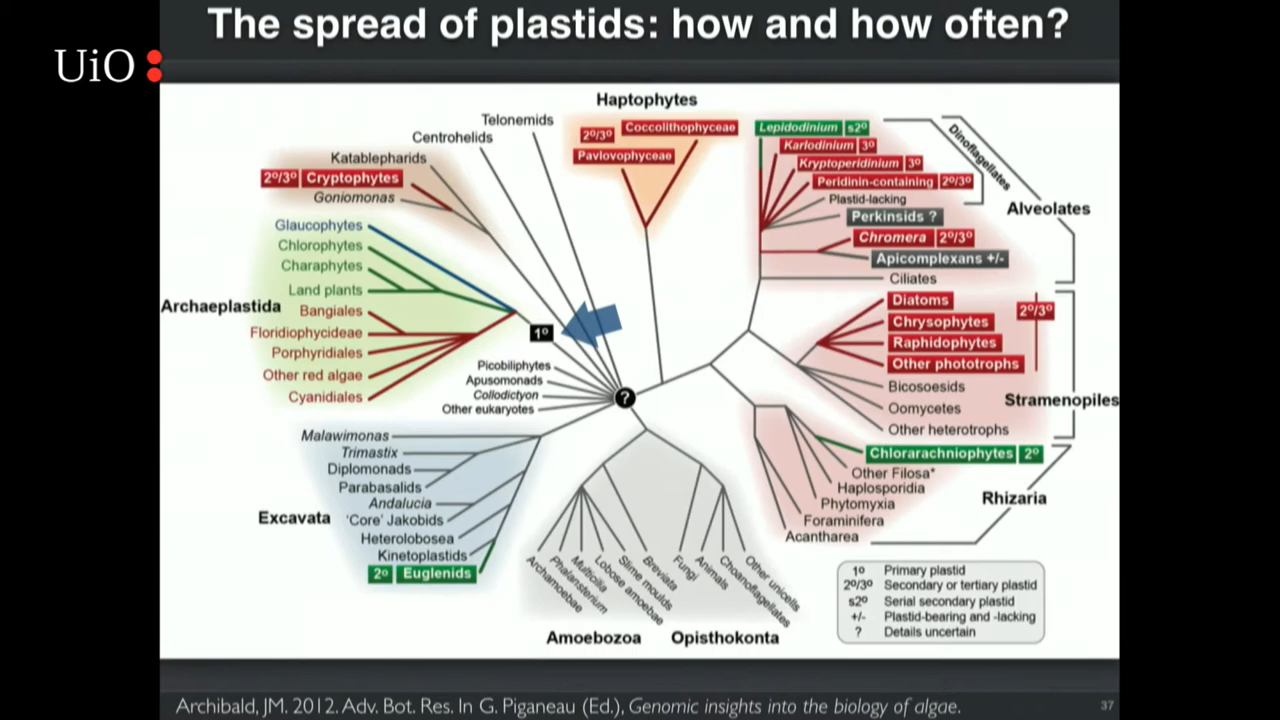 The spread of plastids: how and how often?
UiO:
Haptophytes
Telonemids
Centrohelids
2º/3º
Coccolithophyceae
Pavlovophyceae
Katablepharids
2º/3º Cryptophytes
Goniomonas
Glaucophytes
Chlorophytes
Charaphytes
Land plants
Archaeplastida
Bangiales
Floridiophycideae
Porphyridiales
Other red algae
Cyanidiales
1º
Picobiliphytes
Apusomonads
Collodictyon
Other eukaryotes
?
Lepidodinium s2º
Karlodinium 3º
Kryptoperidinium 3º
Peridinin-containing 2º/3º
Plastid-lacking
Dinoflagellates
Perkinsids ?
Alveolates
Chromera 2º/3º
Apicomplexans +/-
Ciliates
Diatoms
2º/3º
Chrysophytes
Raphidophytes
Other phototrophs
Bicosoesids
Stramenopiles
Oomycetes
Other heterotrophs
Chlorarachniophytes 2º
Other Filosa*
Haplosporidia
Phytomyxia
Foraminifera
Acantharea
Rhizaria
Malawimonas
Trimastix
Diplomonads
Parabasalids
Andalucia
'Core' Jakobids
Excavata
Heterolobosea
Kinetoplastids
2º Euglenids
Archamoebae
Phalansterium
Multicilia
Lobose amoebae
Slime moulds
Breviata
Fungi
Animals
Choanoflagellates
Other unicells
Amoebozoa
Opisthokonta
1º Primary plastid
2º/3º Secondary or tertiary plastid
s2º Serial secondary plastid
+/- Plastid-bearing and -lacking
? Details uncertain
Archibald, JM. 2012. Adv. Bot. Res. In G. Piganeau (Ed.), Genomic insights into the biology of algae.
37